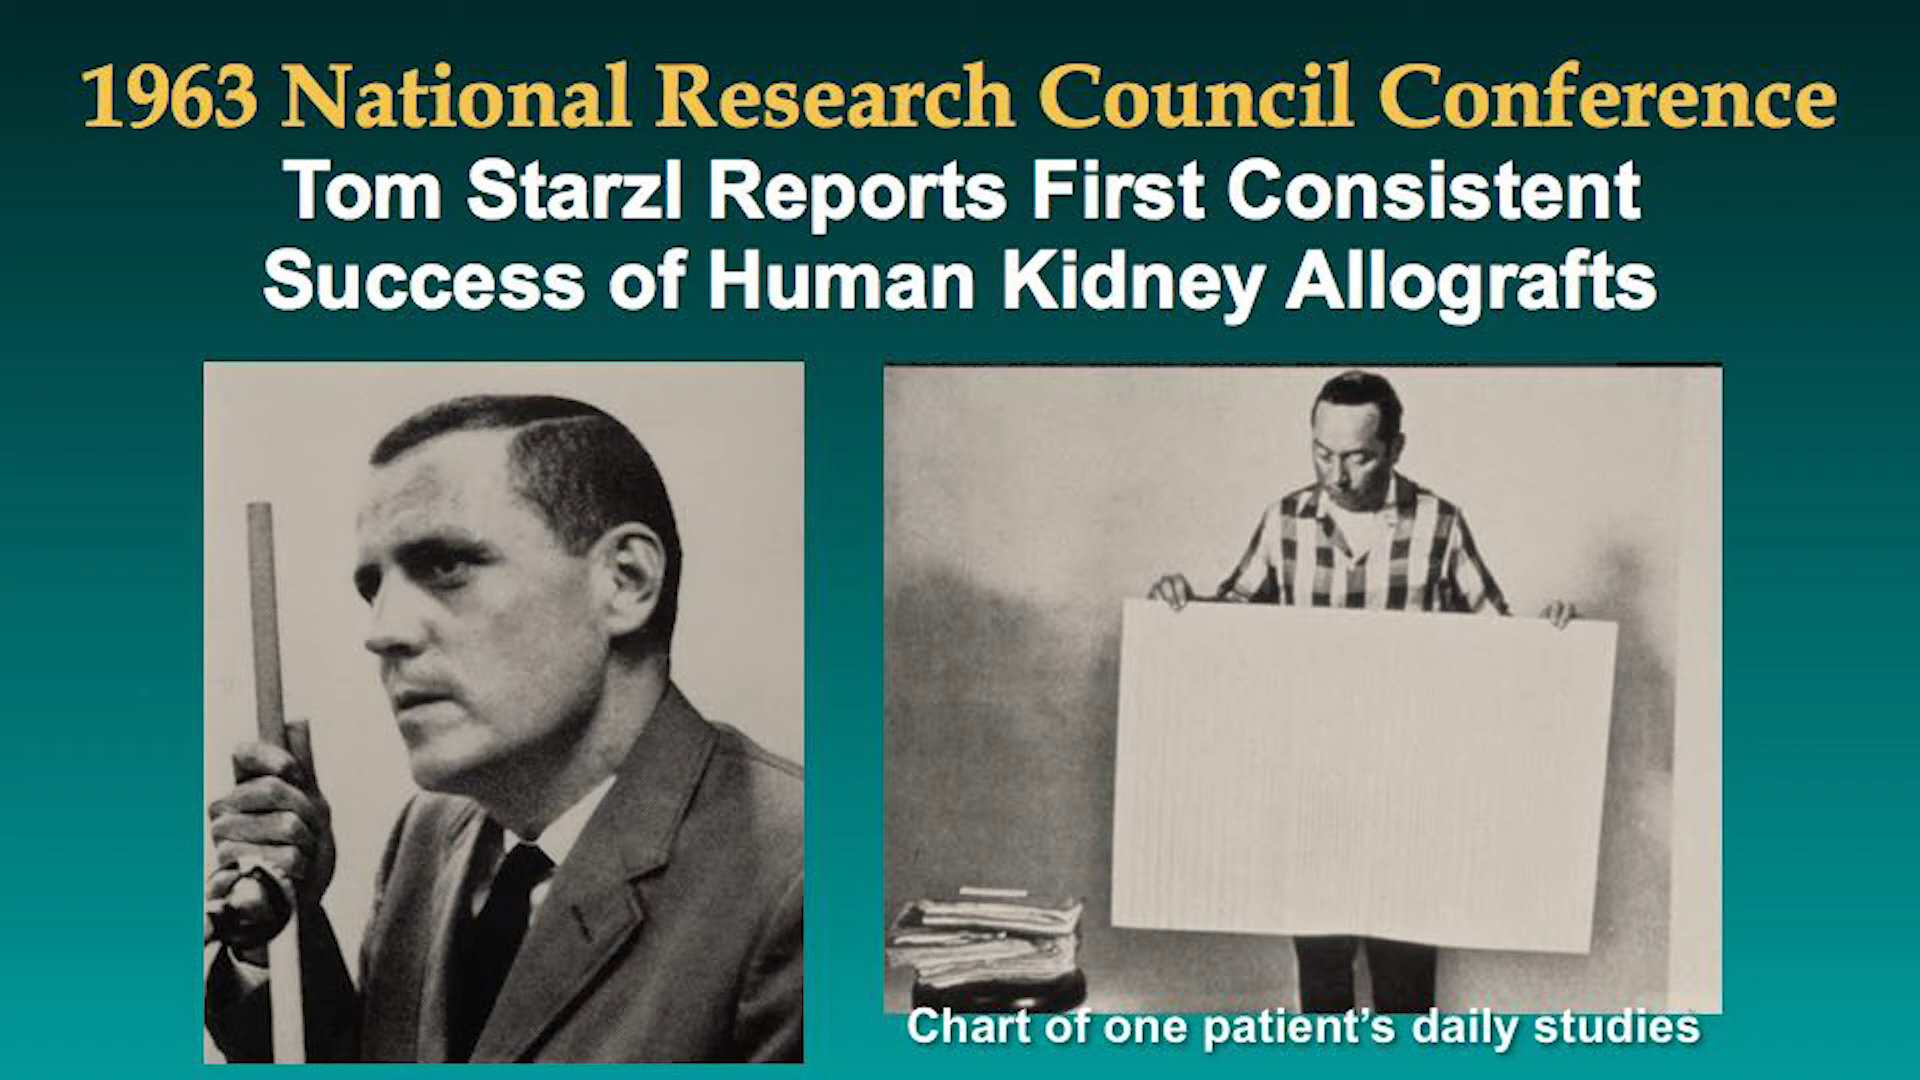 1963 National Research Council Conference
Tom Starzl Reports First Consistent
Success of Human Kidney Allografts
Chart of one patient's daily studies